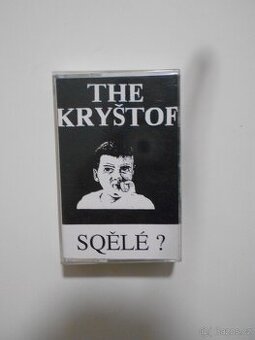 THE
KRYŠTOF
SQĚLÉ ?